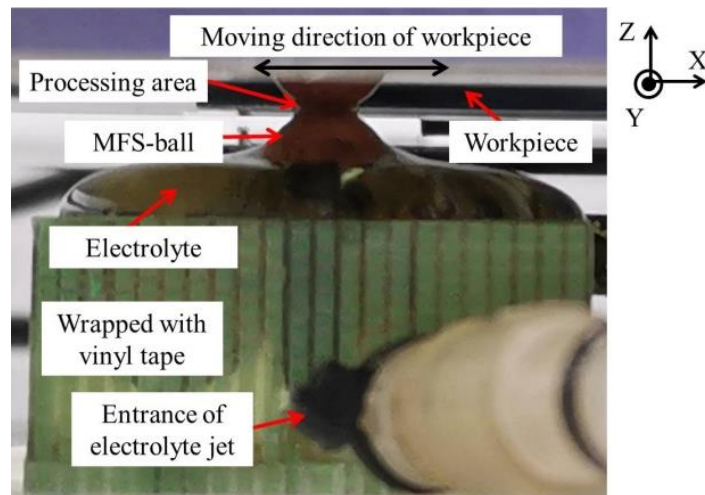 Moving direction of workpiece
Z
X
Y
Processing area
MFS-ball
Workpiece
Electrolyte
Wrapped with
vinyl tape
Entrance of
electrolyte jet